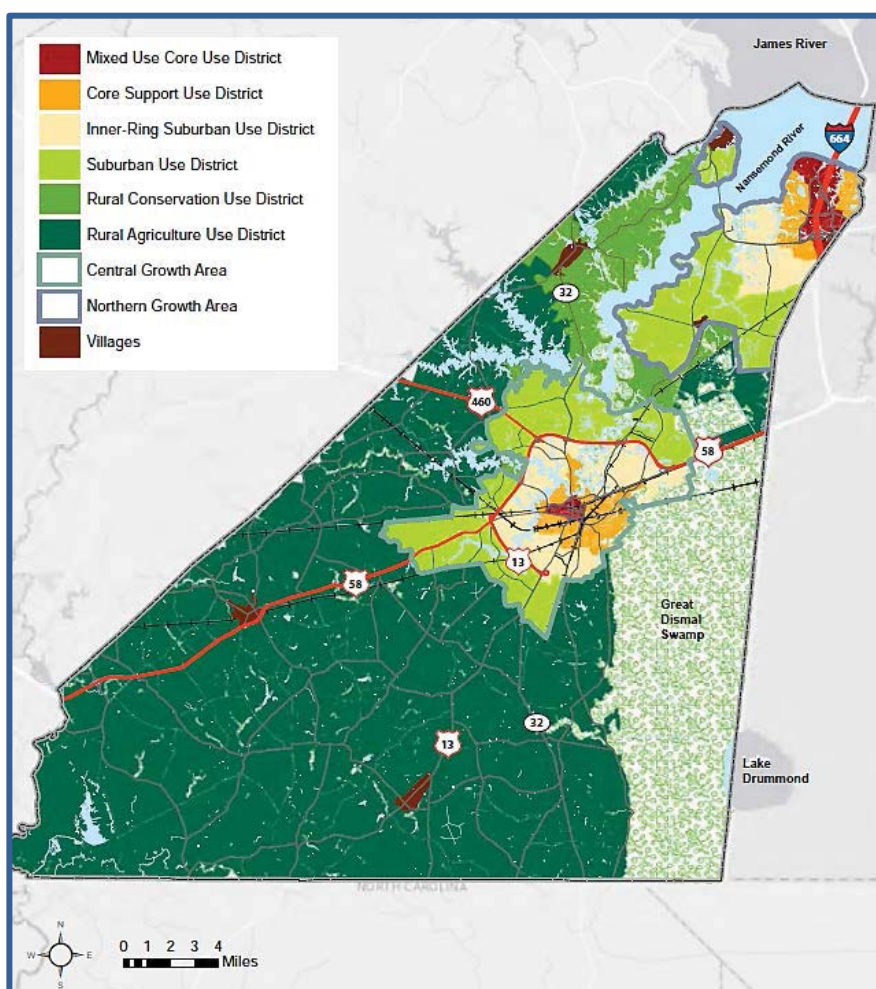 Mixed Use Core Use District
Core Support Use District
Inner-Ring Suburban Use District
Suburban Use District
Rural Conservation Use District
Rural Agriculture Use District
Central Growth Area
Northern Growth Area
Villages
James River
664
Nansemond River
32
460
58
13
58
Great
Dismal
Swamp
32
13
Lake
Drummond
NORTH CAROLINA
N
W
E
S
0 1 2 3 4
Miles